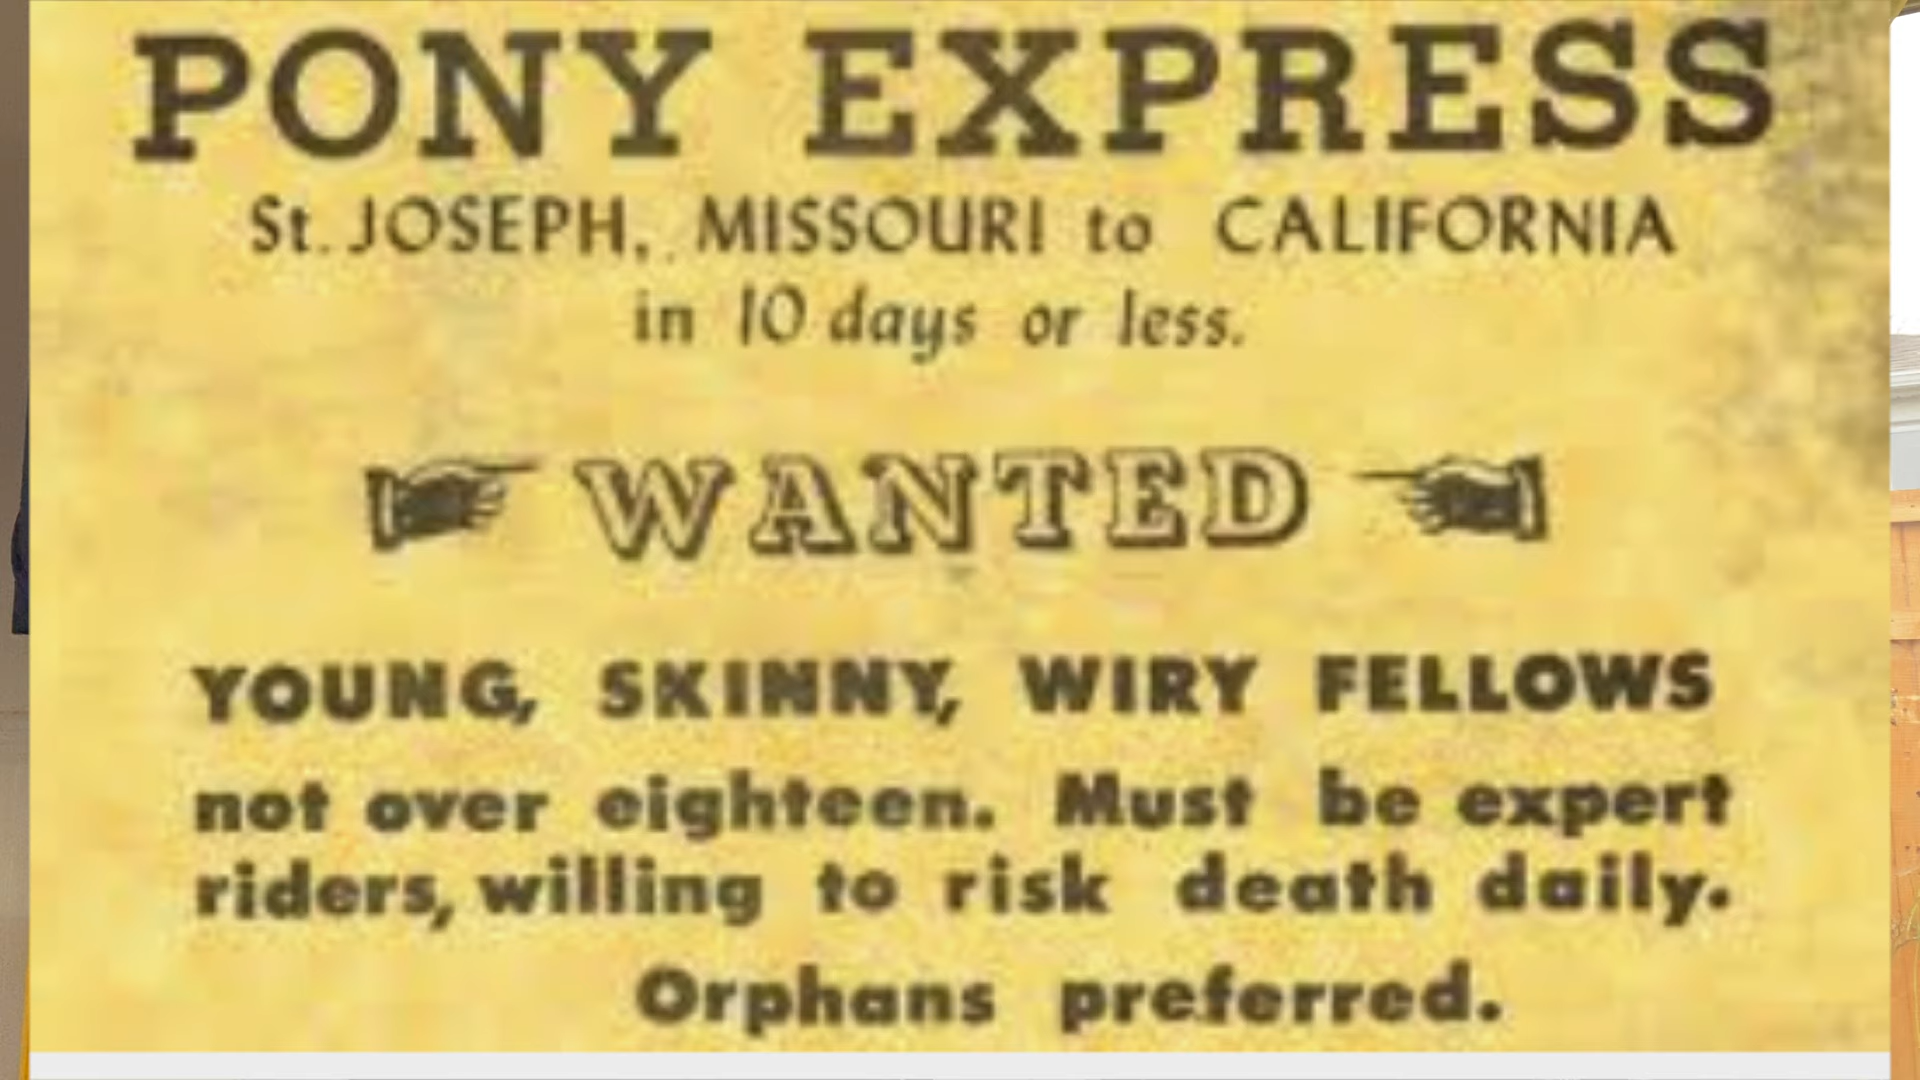 PONY EXPRESS
St. JOSEPH, MISSOURI to CALIFORNIA
in 10 days or less.
WANTED
YOUNG, SKINNY, WIRY FELLOWS
not over eighteen. Must be expert
riders, willing to risk death daily.
Orphans preferred.